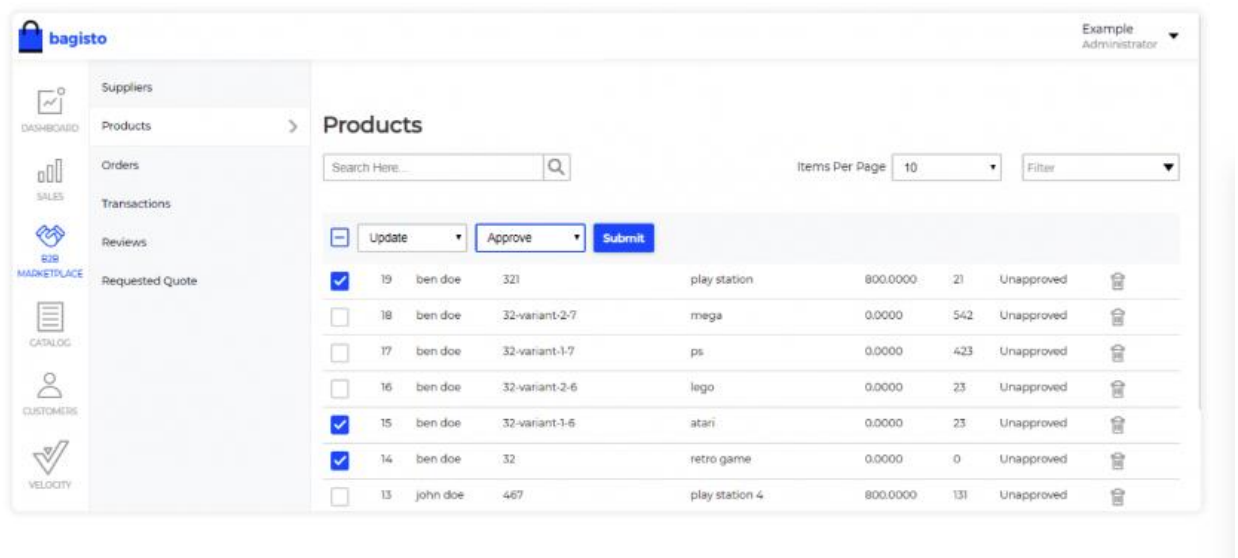 bagisto
Example
Administrator
DASHBOARD
SALES
B2B
MARKETPLACE
CATALOG
CUSTOMERS
VELOCITY
Suppliers
Products
Orders
Transactions
Reviews
Requested Quote
Products
Search Here...
Items Per Page 10 Filter
Update Approve Submit
19 ben doe 321 play station 800.0000 21 Unapproved
18 ben doe 32-variant-2-7 mega 0.0000 542 Unapproved
17 ben doe 32-variant-1-7 ps 0.0000 423 Unapproved
16 ben doe 32-variant-2-6 lego 0.0000 23 Unapproved
15 ben doe 32-variant-1-6 atari 0.0000 23 Unapproved
14 ben doe 32 retro game 0.0000 0 Unapproved
13 john doe 467 play station 4 800.0000 131 Unapproved